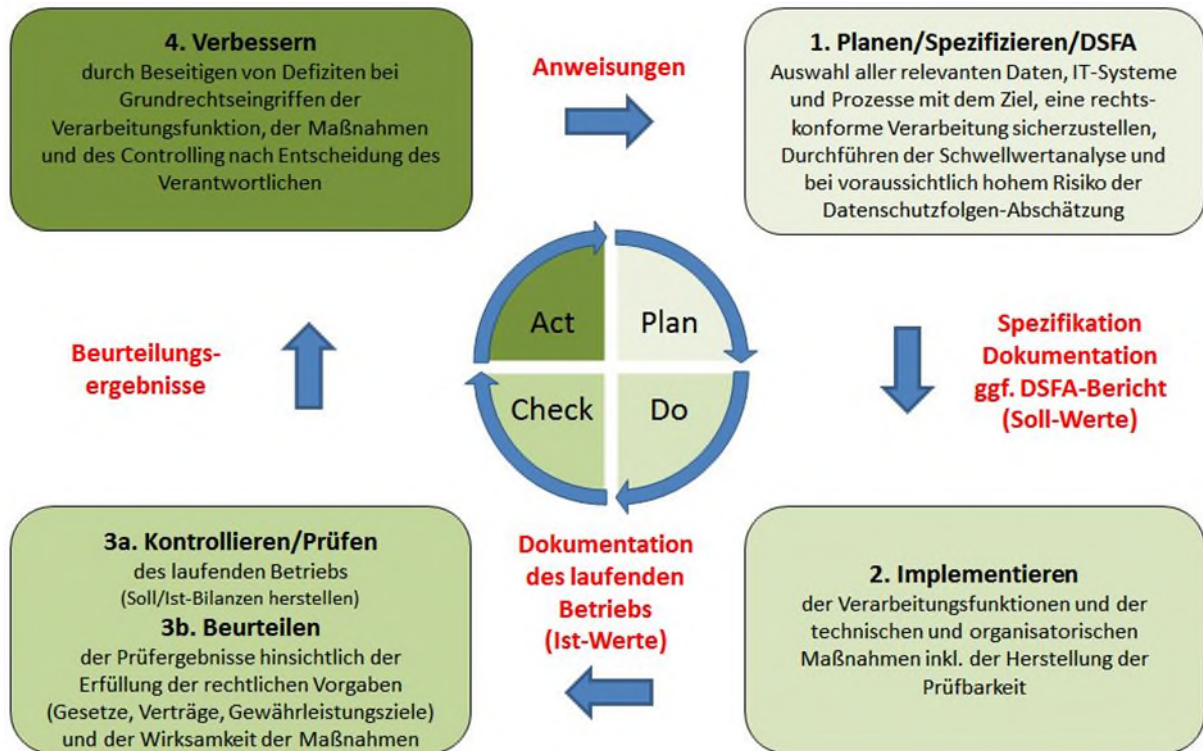 4. Verbessern
durch Beseitigen von Defiziten bei
Grundrechtseingriffen der
Verarbeitungsfunktion, der Maßnahmen
und des Controlling nach Entscheidung des
Verantwortlichen
Anweisungen
1. Planen/Spezifizieren/DSFA
Auswahl aller relevanten Daten, IT-Systeme
und Prozesse mit dem Ziel, eine rechts-
konforme Verarbeitung sicherzustellen,
Durchführen der Schwellwertanalyse und
bei voraussichtlich hohem Risiko der
Datenschutzfolgen-Abschätzung
Act
Plan
Check
Do
Beurteilungs-
ergebnisse
Spezifikation
Dokumentation
ggf. DSFA-Bericht
(Soll-Werte)
3a. Kontrollieren/Prüfen
des laufenden Betriebs
(Soll/Ist-Bilanzen herstellen)
3b. Beurteilen
der Prüfergebnisse hinsichtlich der
Erfüllung der rechtlichen Vorgaben
(Gesetze, Verträge, Gewährleistungsziele)
und der Wirksamkeit der Maßnahmen
Dokumentation
des laufenden
Betriebs
(Ist-Werte)
2. Implementieren
der Verarbeitungsfunktionen und der
technischen und organisatorischen
Maßnahmen inkl. der Herstellung der
Prüfbarkeit